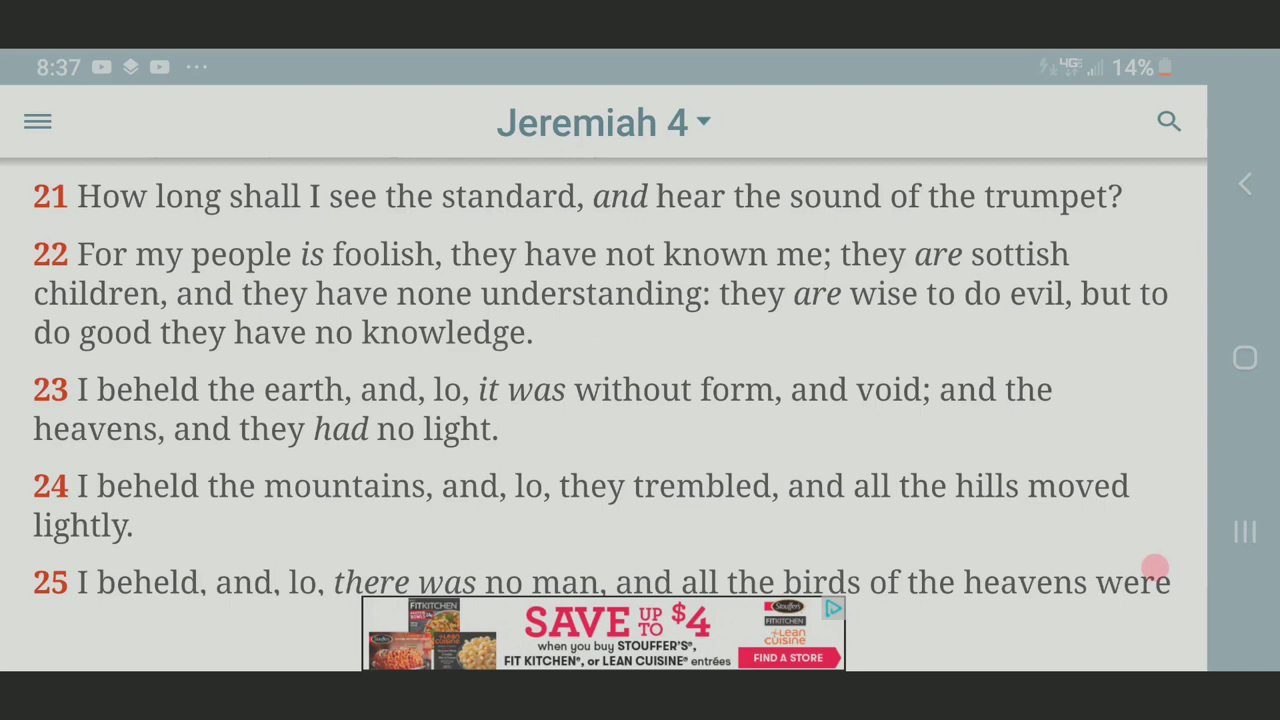 8:37
4G
14%
Jeremiah 4
21 How long shall I see the standard, and hear the sound of the trumpet?
22 For my people is foolish, they have not known me; they are sottish
children, and they have none understanding: they are wise to do evil, but to
do good they have no knowledge.
23 I beheld the earth, and, lo, it was without form, and void; and the
heavens, and they had no light.
24 I beheld the mountains, and, lo, they trembled, and all the hills moved
lightly.
25 I beheld, and, lo, there was no man, and all the birds of the heavens were
FITKITCHEN
SAVE UP TO $4
when you buy STOUFFER'S®,
FIT KITCHEN®, or LEAN CUISINE® entrées
Stouffer's
FITKITCHEN
LEAN CUISINE
FIND A STORE